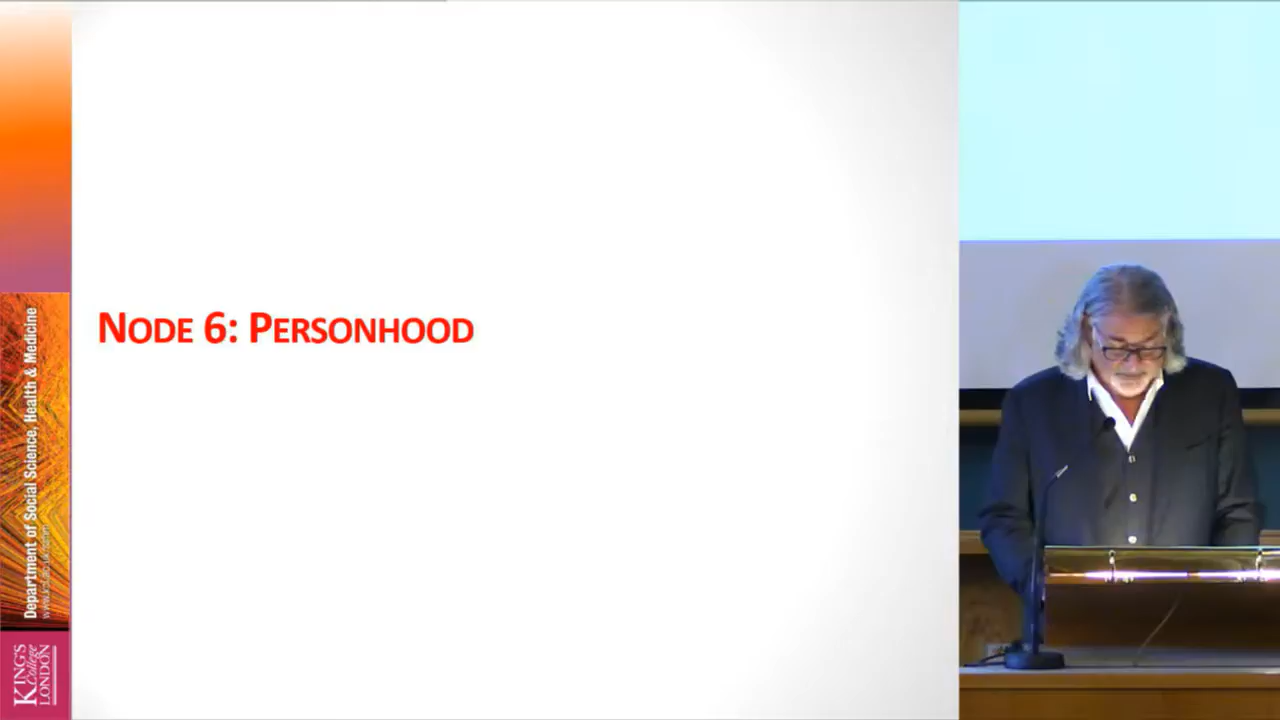 NODE 6: PERSONHOOD
Department of Social Science, Health & Medicine
KING'S
College
LONDON